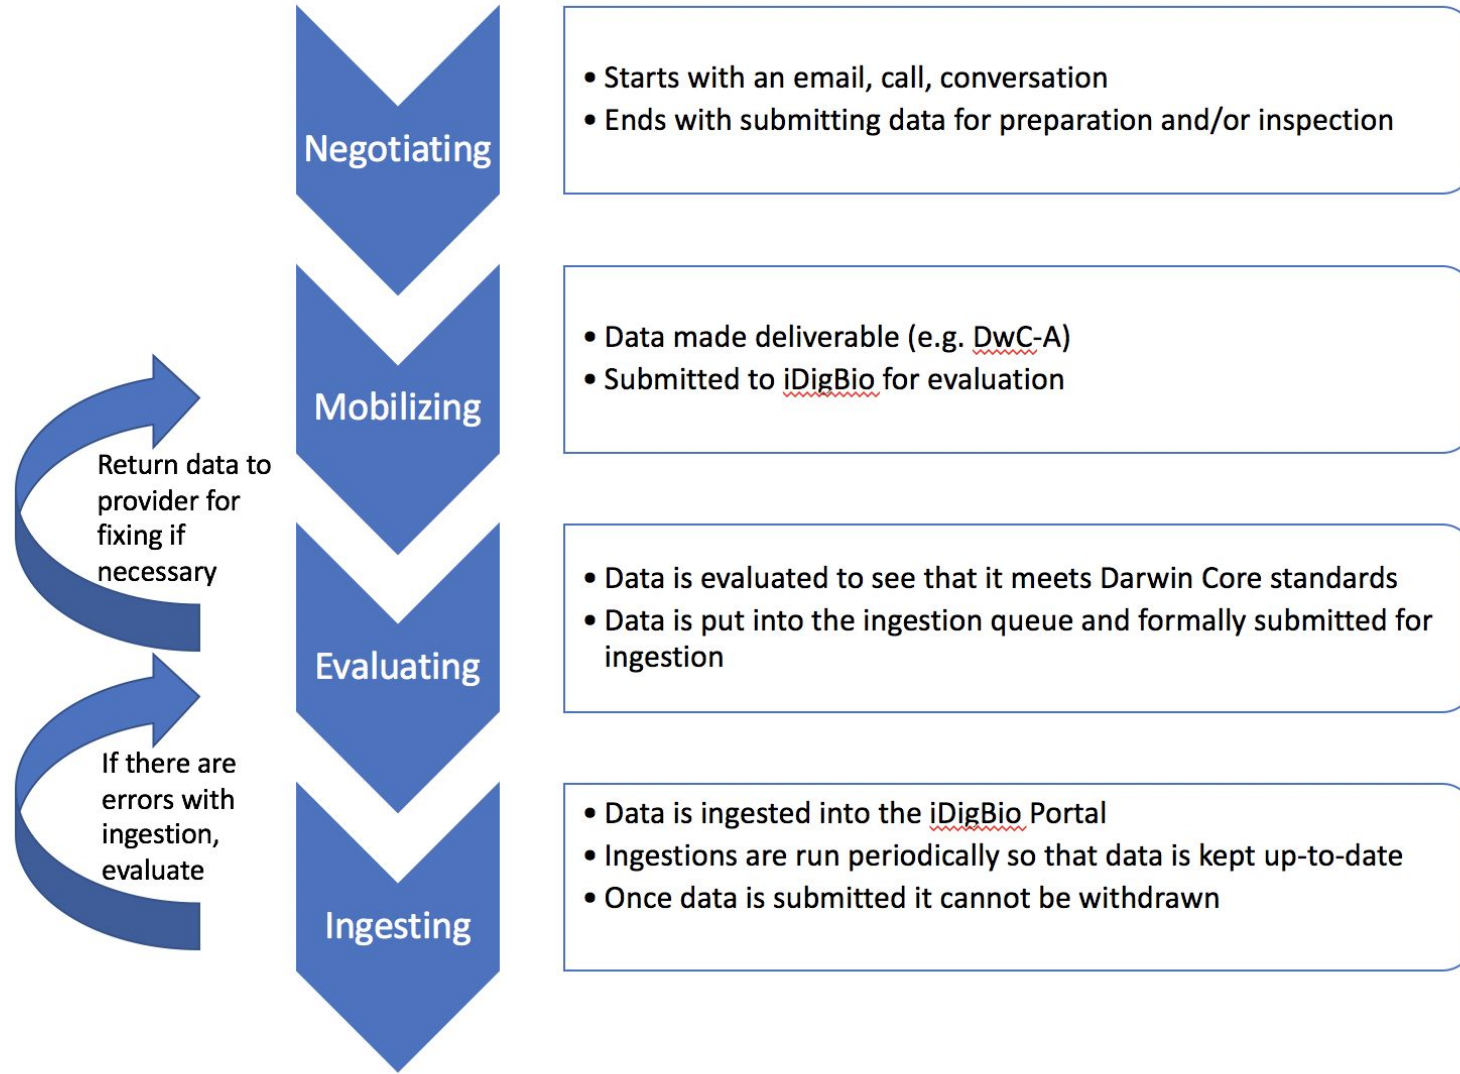 Negotiating
• Starts with an email, call, conversation
• Ends with submitting data for preparation and/or inspection
Mobilizing
• Data made deliverable (e.g. DwC-A)
• Submitted to iDigBio for evaluation
Return data to
provider for
fixing if
necessary
Evaluating
• Data is evaluated to see that it meets Darwin Core standards
• Data is put into the ingestion queue and formally submitted for
ingestion
If there are
errors with
ingestion,
evaluate
Ingesting
• Data is ingested into the iDigBio Portal
• Ingestions are run periodically so that data is kept up-to-date
• Once data is submitted it cannot be withdrawn